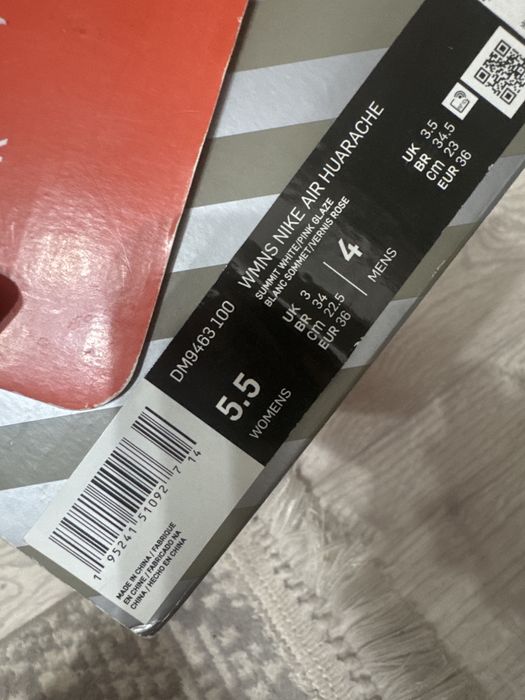 DM9463 100
WMNS NIKE AIR HUARACHE
SUMMIT WHITE/PINK GLAZE
BLANC SOMMET/VERNIS ROSE
5.5
WOMENS
UK 3
BR 34
cm 22.5
EUR 36
4
MENS
UK 3.5
BR 34.5
cm 23
EUR 36
1 95241 51092 7 14
MADE IN CHINA / FABRIQUE
EN CHINE / FABRICADO NA
CHINA / HECHO EN CHINA